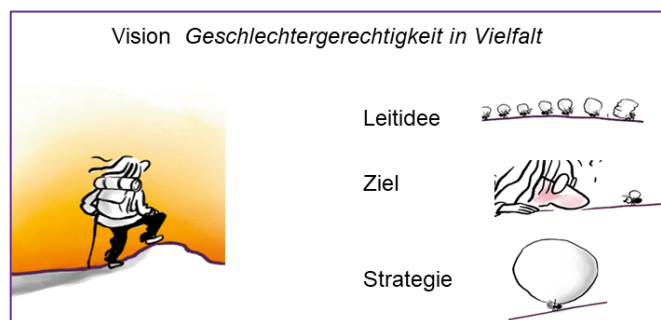 Vision Geschlechtergerechtigkeit in Vielfalt
Leitidee
Ziel
Strategie